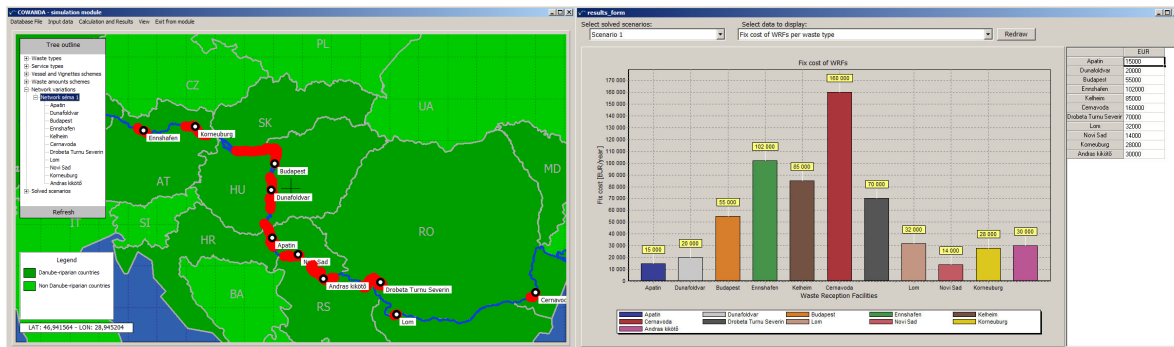 COWANDA - simulation module
Database File Input data Calculation and Results View Exit from module
Tree outline
Waste types
Service types
Vessel and Vignettes schemes
Waste amounts schemes
Network variations
Network séma 1
Apatin
Dunafoldvar
Budapest
Ennshafen
Kelheim
Cernavoda
Drobeta Turnu Severin
Lom
Novi Sad
Korneuburg
Andras kikötő
Solved scenarios
Refresh
PL
CZ
UA
SK
MD
AT
HU
SI
IT
HR
RO
BA
RS
Ennshafen
Korneuburg
Budapest
Dunafoldvar
Apatin
Novi Sad
Andras kikötő
Drobeta Turnu Severin
Cernavod
Lom
Legend
Danube-riparian countries
Non Danube-riparian countries
LAT: 46,941564 - LON: 28,945204
results_form
Select solved scenarios:
Scenario 1
Select data to display:
Fix cost of WRFs per waste type
Redraw
Fix cost of WRFs
Fix cost [EUR/year]
170 000
160 000
150 000
140 000
130 000
120 000
110 000
100 000
90 000
80 000
70 000
60 000
50 000
40 000
30 000
20 000
10 000
15 000
20 000
55 000
102 000
85 000
160 000
70 000
32 000
14 000
28 000
30 000
Apatin Dunafoldvar Budapest Ennshafen Kelheim Cernavoda Lom Novi Sad Korneuburg
Waste Reception Facilities
Apatin Dunafoldvar Budapest Ennshafen Kelheim
Cernavoda Drobeta Turnu Severin Lom Novi Sad Korneuburg
Andras kikötő
EUR
Apatin 15000
Dunafoldvar 20000
Budapest 55000
Ennshafen 102000
Kelheim 85000
Cernavoda 160000
Drobeta Turnu Severin 70000
Lom 32000
Novi Sad 14000
Korneuburg 28000
Andras kikötő 30000